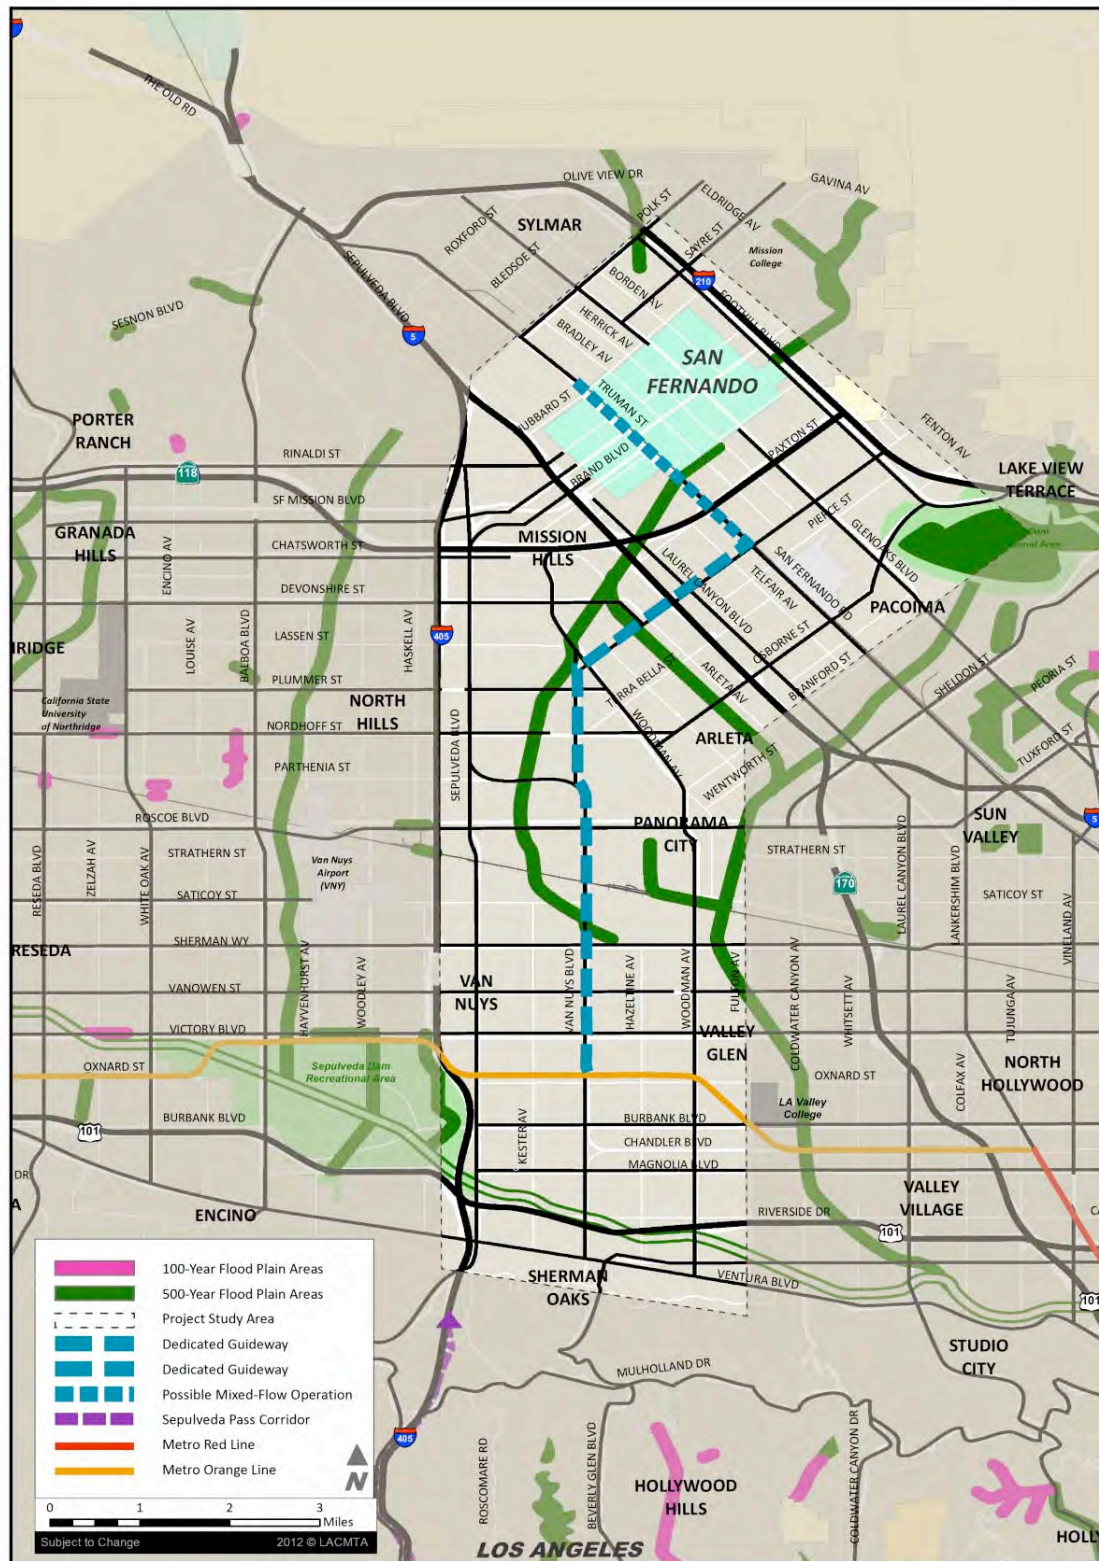 THE OLD RD
OLIVE VIEW DR
GAVINA AV
POLK ST
ELDRIDGE AV
SAYRE ST
ROXFORD ST
SYLMAR
BLEDSOE ST
Mission
College
SEPULVEDA BLVD
BORDEN AV
210
FOOTHILL BLVD
SESNON BLVD
5
HERRICK AV
BRADLEY AV
SAN
FERNANDO
TRUMAN ST
HUBBARD ST
PORTER
RANCH
RINALDI ST
BRAND BLVD
PAXTON ST
FENTON AV
LAKE VIEW
TERRACE
118
SF MISSION BLVD
PIERCE ST
GLENOAKS BLVD
GRANADA
HILLS
ENCINO AV
CHATSWORTH ST
MISSION
HILLS
LAUREL CANYON BLVD
TELFAIR AV
SAN FERNANDO RD
PACOIMA
DEVONSHIRE ST
LOUISE AV
BALBOA BLVD
LASSEN ST
HASKELL AV
405
OSBORNE ST
BRANFORD ST
SHELDON ST
PEORIA ST
RIDGE
PLUMMER ST
TERRA BELLA ST
ARLETA AV
California State
University
of Northridge
NORTH
HILLS
NORDHOFF ST
SEPULVEDA BLVD
WOODMAN AV
ARLETA
TUXFORD ST
PARTHENIA ST
WENTWORTH ST
ROSCOE BLVD
PANORAMA
CITY
SUN
VALLEY
5
RESEDA BLVD
ZELZAH AV
WHITE OAK AV
STRATHERN ST
Van Nuys
Airport
(VNY)
STRATHERN ST
170
LAUREL CANYON BLVD
LANKERSHIM BLVD
SATICOY ST
SATICOY ST
VINELAND AV
RESEDA
SHERMAN WY
HAYVENHURST AV
WOODLEY AV
VAN
NUYS
VAN NUYS BLVD
HAZELTINE AV
WOODMAN AV
FULTON AV
COLDWATER CANYON AV
WHITSETT AV
TUJUNGA AV
VANOWEN ST
VICTORY BLVD
VALLEY
GLEN
NORTH
HOLLYWOOD
OXNARD ST
Sepulveda Dam
Recreational Area
OXNARD ST
COLFAX AV
BURBANK BLVD
101
KESTER AV
BURBANK BLVD
LA Valley
College
CHANDLER BLVD
MAGNOLIA BLVD
DR
ENCINO
VALLEY
VILLAGE
RIVERSIDE DR
101
SHERMAN
OAKS
VENTURA BLVD
101
STUDIO
CITY
MULHOLLAND DR
405
ROSCOMARE RD
BEVERLY GLEN BLVD
HOLLYWOOD
HILLS
COLDWATER CANYON DR
HOLLY
LOS ANGELES
100-Year Flood Plain Areas
500-Year Flood Plain Areas
Project Study Area
Dedicated Guideway
Dedicated Guideway
Possible Mixed-Flow Operation
Sepulveda Pass Corridor
Metro Red Line
Metro Orange Line
N
0 1 2 3
Miles
Subject to Change 2012 © LACMTA